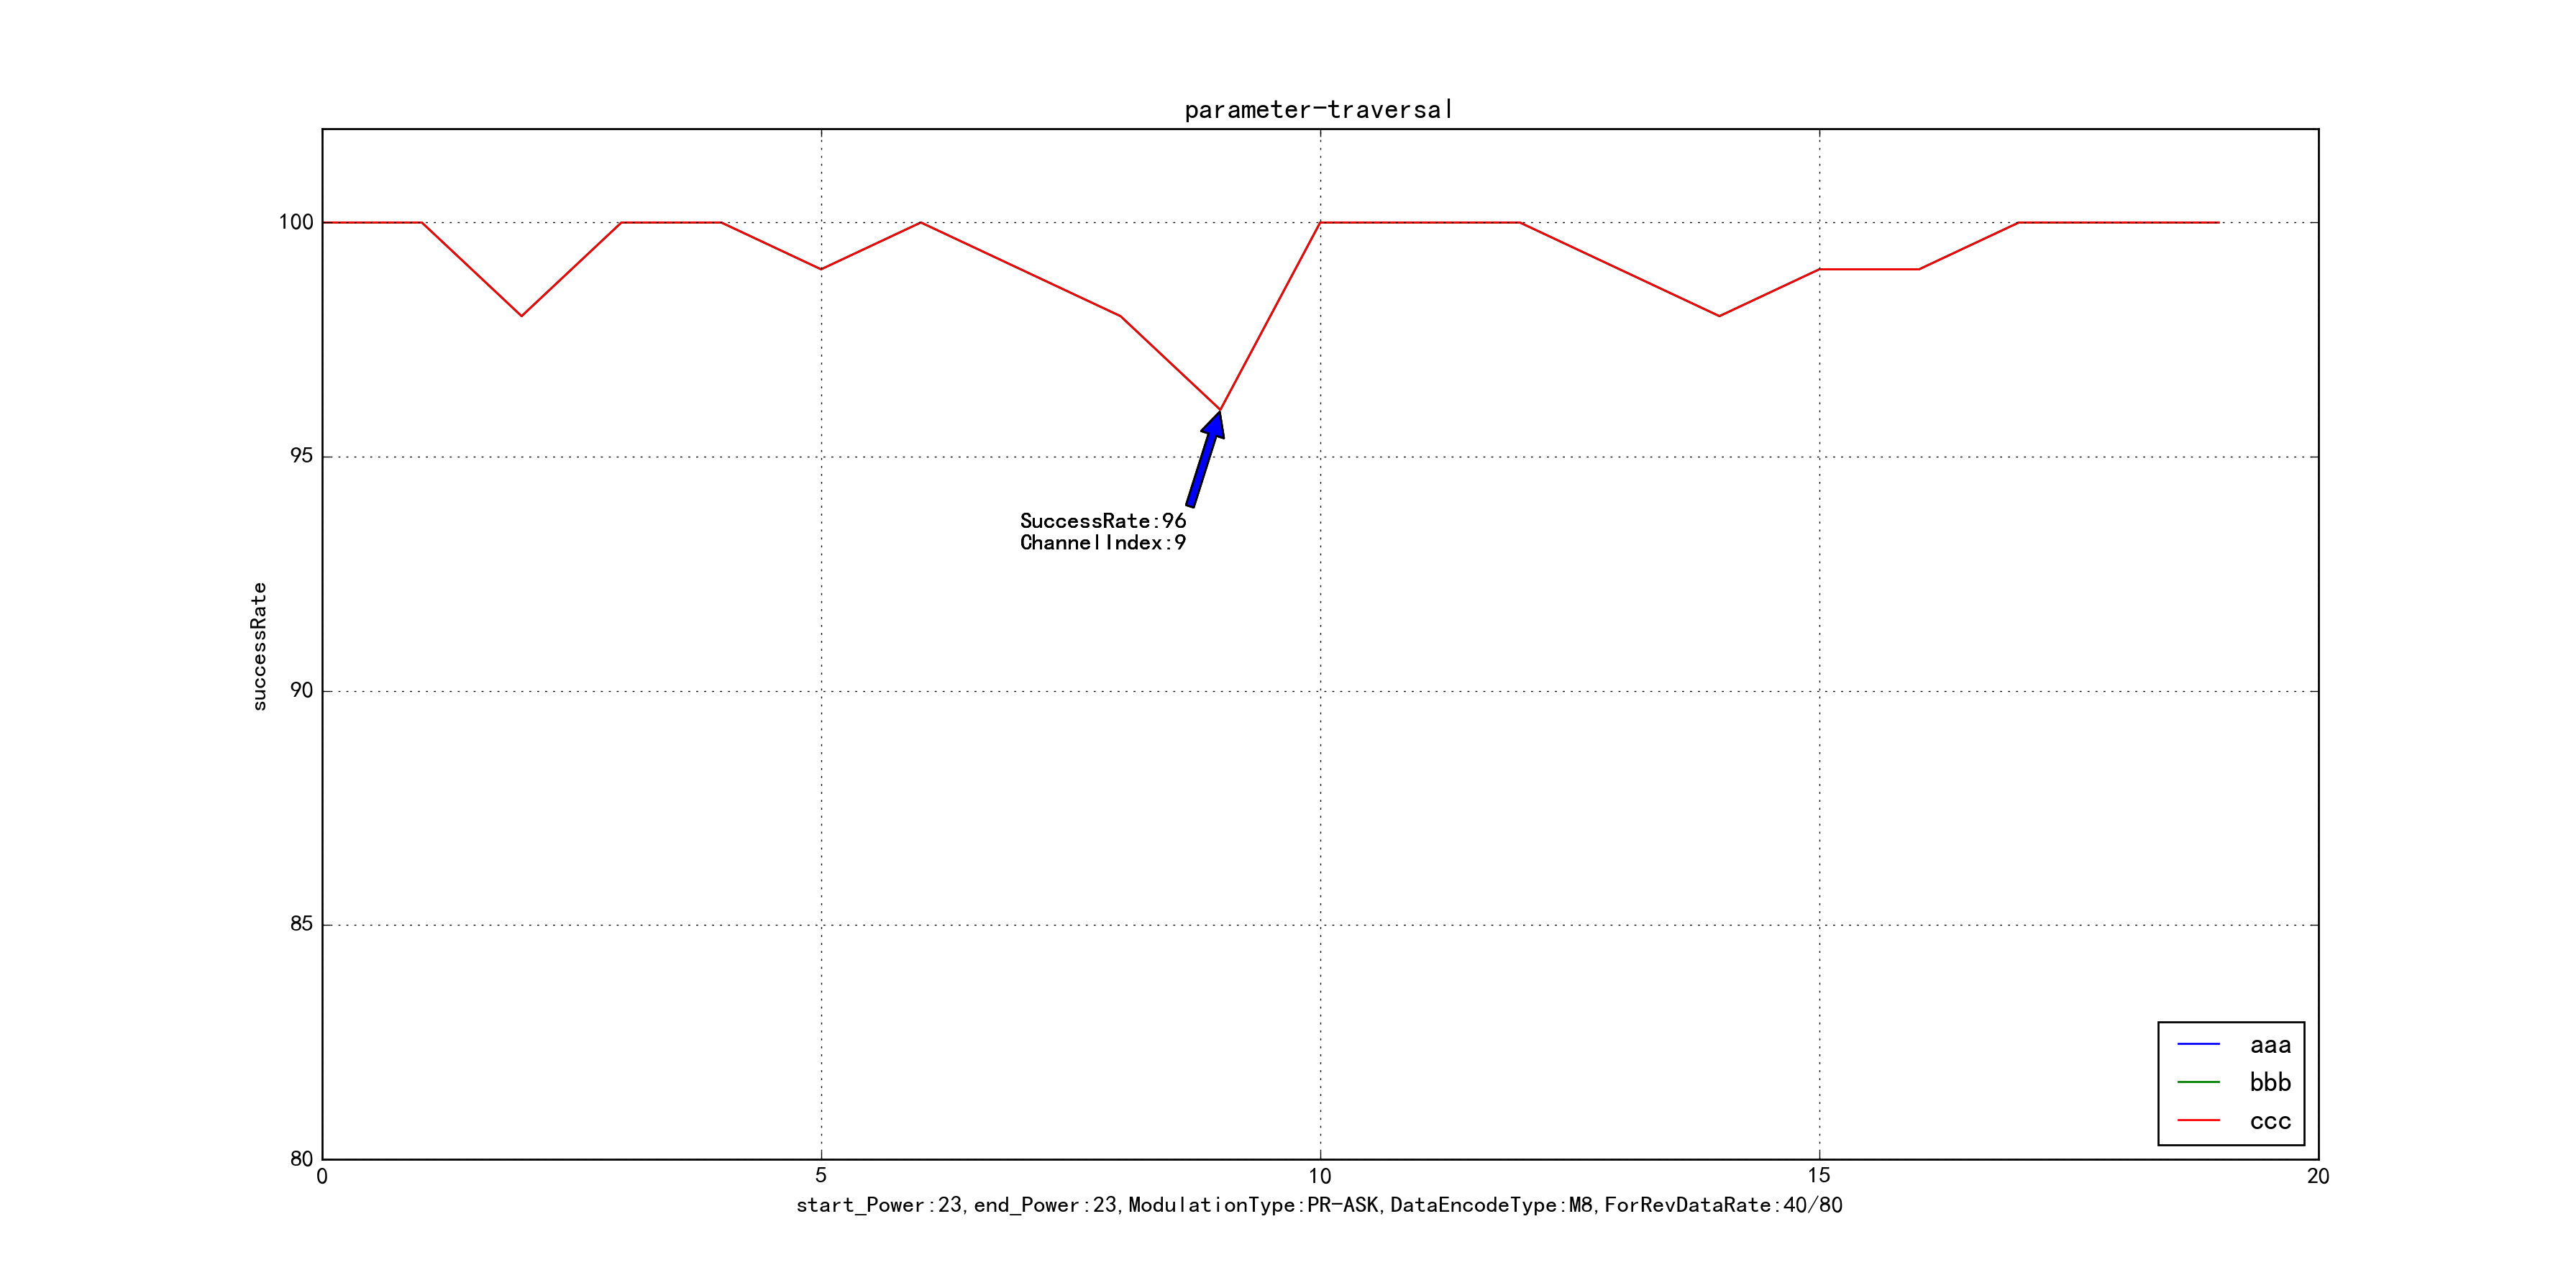 parameter-traversal
100
95
90
85
80
successRate
SuccessRate:96
ChannelIndex:9
aaa
bbb
ccc
0
5
10
15
20
start_Power:23,end_Power:23,ModulationType:PR-ASK,DataEncodeType:M8,ForRevDataRate:40/80